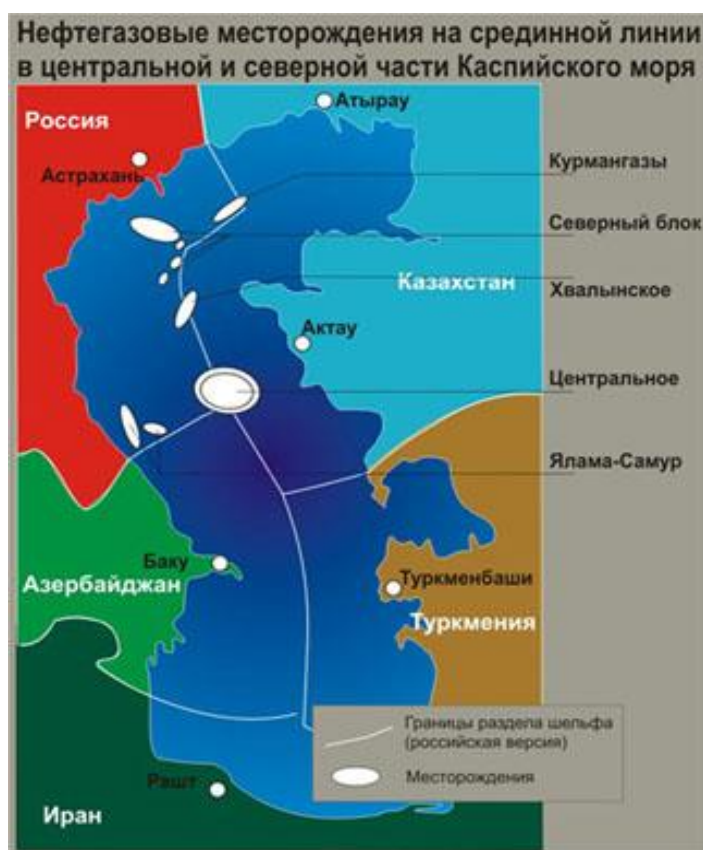 Нефтегазовые месторождения на срединной линии
в центральной и северной части Каспийского моря
Россия
Атырау
Астрахань
Курмангазы
Северный блок
Казахстан
Хвалынское
Актау
Центральное
Ялама-Самур
Баку
Азербайджан
Туркменбаши
Туркмения
Границы раздела шельфа
(российская версия)
Месторождения
Рашт
Иран